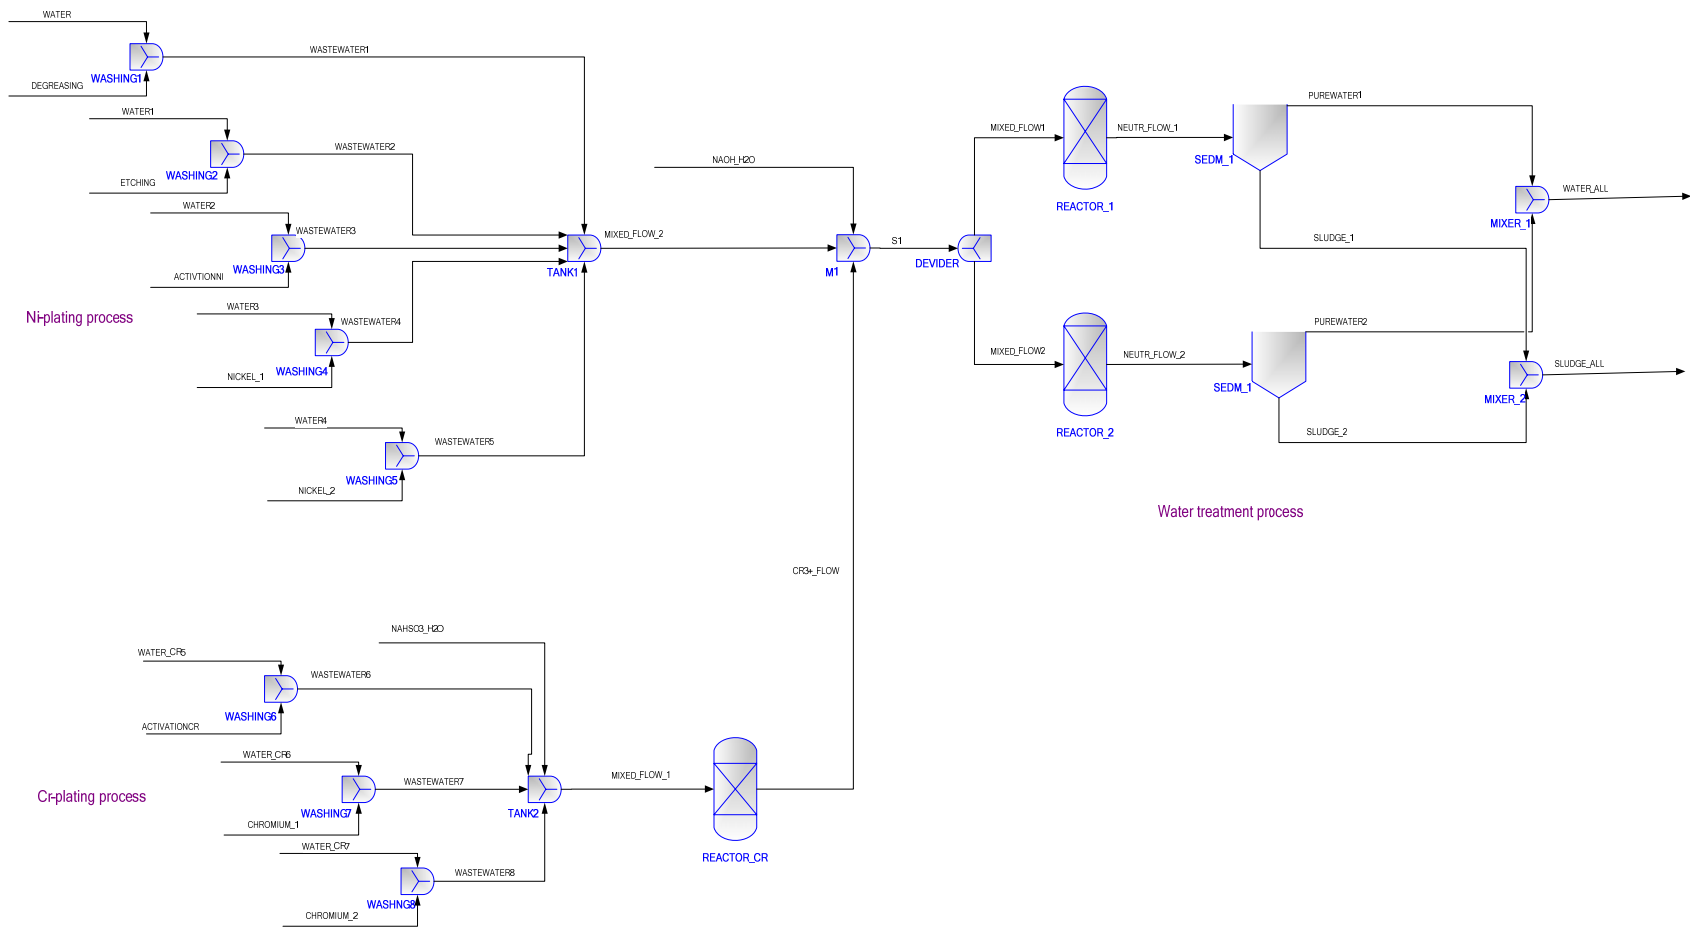 WATER
WASTEWATER1
WASHING1
DEGREASING
WATER1
WASTEWATER2
WASHING2
ETCHING
WATER2
WASTEWATER3
WASHING3
ACTIVTIONNI
TANK1
MIXED_FLOW_2
Ni-plating process
WATER3
WASTEWATER4
WASHING4
NICKEL_1
WATER4
WASTEWATER5
WASHING5
NICKEL_2
NAOH_H2O
M1
S1
DEVIDER
MIXED_FLOW1
REACTOR_1
NEUTR_FLOW_1
SEDM_1
PUREWATER1
SLUDGE_1
MIXER_1
WATER_ALL
MIXED_FLOW2
REACTOR_2
NEUTR_FLOW_2
SEDM_1
PUREWATER2
SLUDGE_2
MIXER_2
SLUDGE_ALL
Water treatment process
CR3+_FLOW
NAHSO3_H2O
WATER_CR5
WASTEWATER6
WASHING6
ACTIVATIONCR
WATER_CR6
WASTEWATER7
WASHING7
CHROMIUM_1
Cr-plating process
TANK2
MIXED_FLOW_1
REACTOR_CR
WATER_CR7
WASTEWATER8
WASHNG8
CHROMIUM_2